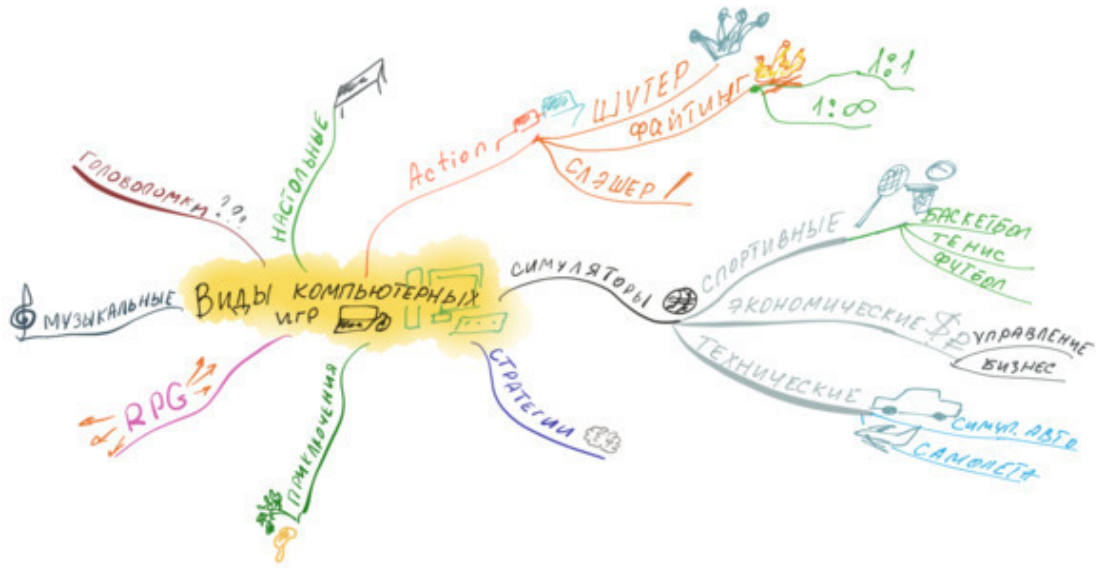 Виды компьютерных
игр
Action
ШУТЕР
ФАЙТИНГ
1:1
1:∞
СЛЭШЕР!
СИМУЛЯТОРЫ
СПОРТИВНЫЕ
БАСКЕТБОЛ
ТЕНИС
ФУТБОЛ
ЭКОНОМИЧЕСКИЕ $₽
УПРАВЛЕНИЕ
БИЗНЕС
ТЕХНИЧЕСКИЕ
СИМУЛ. АВТО
САМОЛЕТА
СТРАТЕГИИ
ПРИКЛЮЧЕНИЯ
RPG
МУЗЫКАЛЬНЫЕ
ГОЛОВОЛОМКИ???
НАСТОЛЬНЫЕ